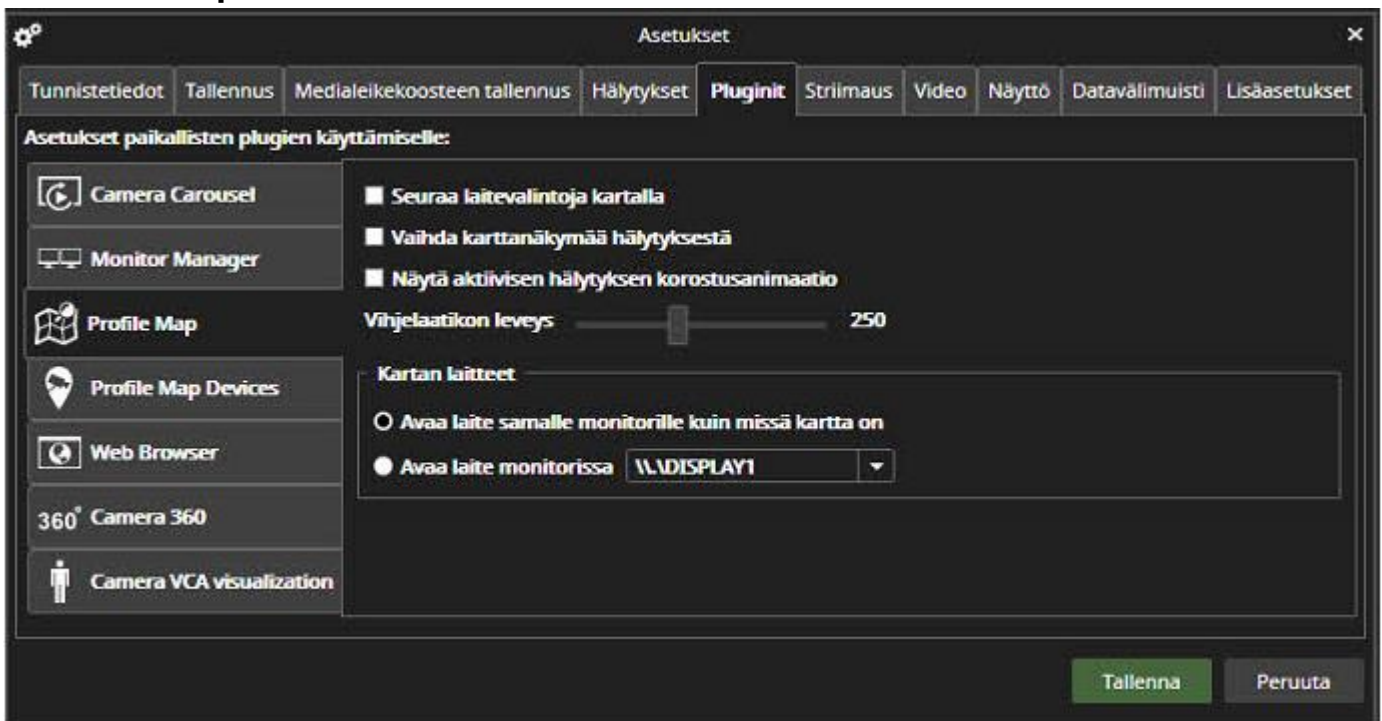 Asetukset
Tunnistetiedot Tallennus Medialeikekoosteen tallennus Hälytykset Pluginit Striimaus Video Näyttö Datavälimuisti Lisäasetukset
Asetukset paikallisten plugien käyttämiselle:
Camera Carousel
Monitor Manager
Profile Map
Profile Map Devices
Web Browser
360° Camera 360
Camera VCA visualization
Seuraa laitevalintoja kartalla
Vaihda karttanäkymää hälytyksestä
Näytä aktiivisen hälytyksen korostusanimaatio
Vihjelaatikon leveys 250
Kartan laitteet
Avaa laite samalle monitorille kuin missä kartta on
Avaa laite monitorissa \\.\DISPLAY1
Tallenna Peruuta